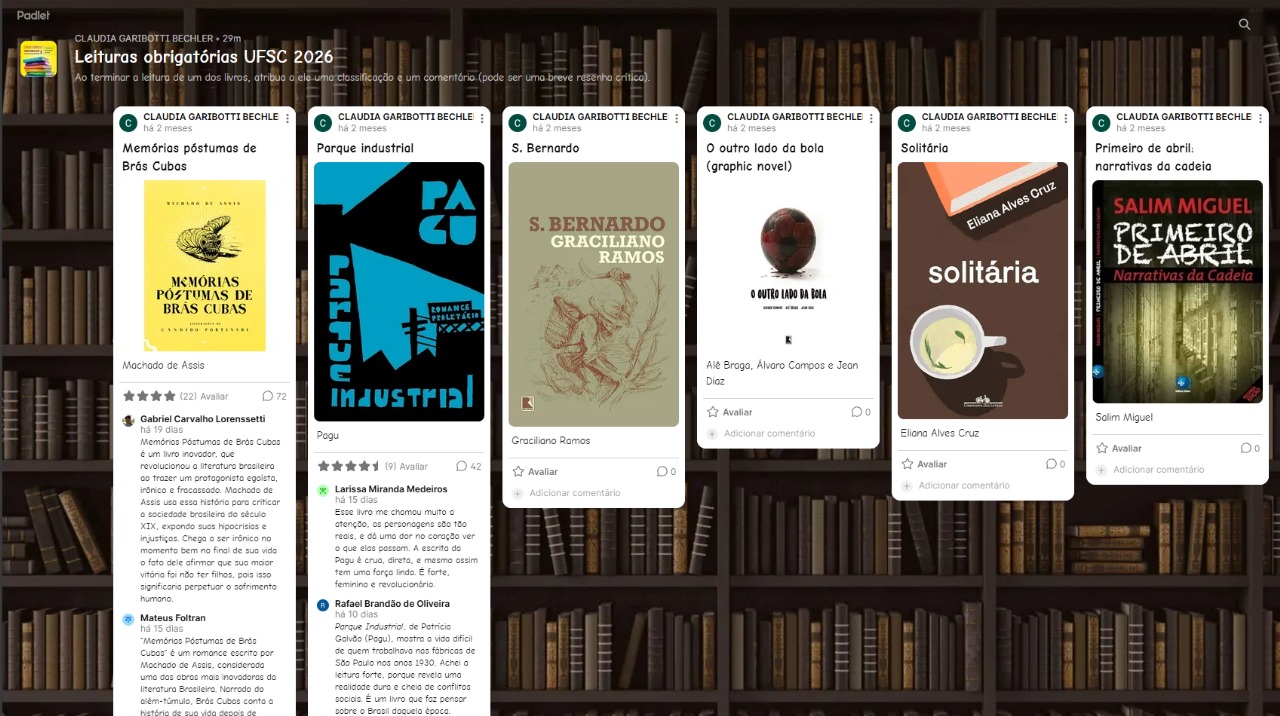 Padlet
CLAUDIA GARIBOTTI BECHLER • 29m
Leituras obrigatórias UFSC 2026
Ao terminar a leitura de um dos livros, atribua a ele uma classificação e um comentário (pode ser uma breve resenha crítica).
C
CLAUDIA GARIBOTTI BECHLE
há 2 meses
Memórias póstumas de
Brás Cubas
MACHADO DE ASSIS
MEMÓRIAS
PÓSTUMAS DE
BRÁS CUBAS
CANDIDO PORTINARI
Machado de Assis
(22) Avaliar
72
Gabriel Carvalho Lorenssetti
há 19 dias
Memórias Póstumas de Brás Cubas
é um livro inovador, que
revolucionou a literatura brasileira
ao trazer um protagonista egoísta,
irônico e fracassado. Machado de
Assis usa essa história para criticar
a sociedade brasileira do século
XIX, expondo suas hipocrisias e
injustiças. Chega a ser irônico no
momento bem no final de sua vida
o fato dele afirmar que sua maior
vitória foi não ter filhos, pois isso
significaria perpetuar o sofrimento
humano.
Mateus Foltran
há 15 dias
"Memórias Póstumas de Brás
Cubas" é um romance escrito por
Machado de Assis, considerada
uma das obras mais inovadoras da
literatura Brasileira. Narrado do
além-túmulo, Brás Cubas conta a
história de sua vida depois de
C
CLAUDIA GARIBOTTI BECHLE
há 2 meses
Parque industrial
PA
GU
PARQUE
ROMANCE
PROLETÁRIO
INDUSTRIAL
Pagu
(9) Avaliar
42
Larissa Miranda Medeiros
há 15 dias
Esse livro me chamou muito a
atenção, as personagens são tão
reais, e dá uma dor no coração ver
o que elas passam. A escrita da
Pagu é crua, direta, e mesmo assim
tem uma força linda. É forte,
feminino e revolucionário.
R
Rafael Brandão de Oliveira
há 10 dias
Parque Industrial, de Patrícia
Galvão (Pagu), mostra a vida difícil
de quem trabalhava nas fábricas de
São Paulo nos anos 1930. Achei a
leitura forte, porque revela uma
realidade dura e cheia de conflitos
sociais. É um livro que faz pensar
sobre o Brasil daquela época.
C
CLAUDIA GARIBOTTI BECHLE
há 2 meses
S. Bernardo
S. BERNARDO
GRACILIANO
RAMOS
Graciliano Ramos
Avaliar
0
Adicionar comentário
C
CLAUDIA GARIBOTTI BECHLE
há 2 meses
O outro lado da bola
(graphic novel)
O OUTRO LADO DA BOLA
Alê Braga, Álvaro Campos e Jean
Diaz
Avaliar
0
Adicionar comentário
C
CLAUDIA GARIBOTTI BECHLE
há 2 meses
Solitária
Eliana Alves Cruz
solitária
Eliana Alves Cruz
Avaliar
0
Adicionar comentário
C
CLAUDIA GARIBOTTI BECHLE
há 2 meses
Primeiro de abril:
narrativas da cadeia
SALIM MIGUEL
PRIMEIRO
DE ABRIL
Narrativas da Cadeia
Salim Miguel
Avaliar
0
Adicionar comentário